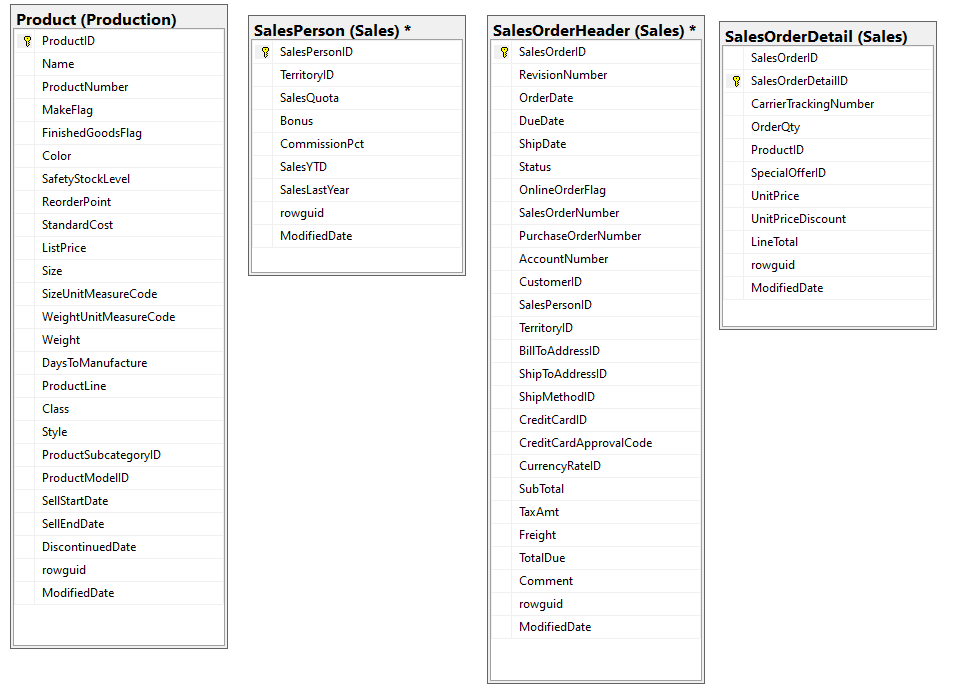 Product (Production)
ProductID
Name
ProductNumber
MakeFlag
FinishedGoodsFlag
Color
SafetyStockLevel
ReorderPoint
StandardCost
ListPrice
Size
SizeUnitMeasureCode
WeightUnitMeasureCode
Weight
DaysToManufacture
ProductLine
Class
Style
ProductSubcategoryID
ProductModelID
SellStartDate
SellEndDate
DiscontinuedDate
rowguid
ModifiedDate
SalesPerson (Sales) *
SalesPersonID
TerritoryID
SalesQuota
Bonus
CommissionPct
SalesYTD
SalesLastYear
rowguid
ModifiedDate
SalesOrderHeader (Sales) *
SalesOrderID
RevisionNumber
OrderDate
DueDate
ShipDate
Status
OnlineOrderFlag
SalesOrderNumber
PurchaseOrderNumber
AccountNumber
CustomerID
SalesPersonID
TerritoryID
BillToAddressID
ShipToAddressID
ShipMethodID
CreditCardID
CreditCardApprovalCode
CurrencyRateID
SubTotal
TaxAmt
Freight
TotalDue
Comment
rowguid
ModifiedDate
SalesOrderDetail (Sales)
SalesOrderID
SalesOrderDetailID
CarrierTrackingNumber
OrderQty
ProductID
SpecialOfferID
UnitPrice
UnitPriceDiscount
LineTotal
rowguid
ModifiedDate